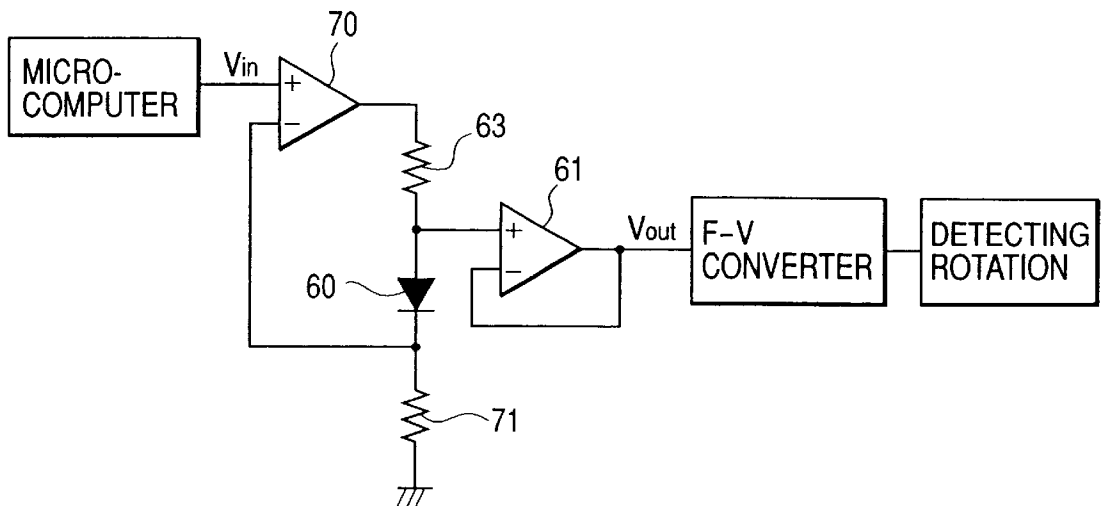 70
MICRO-
COMPUTER
Vin
+
−
63
61
Vout
+
−
F-V
CONVERTER
DETECTING
ROTATION
60
71